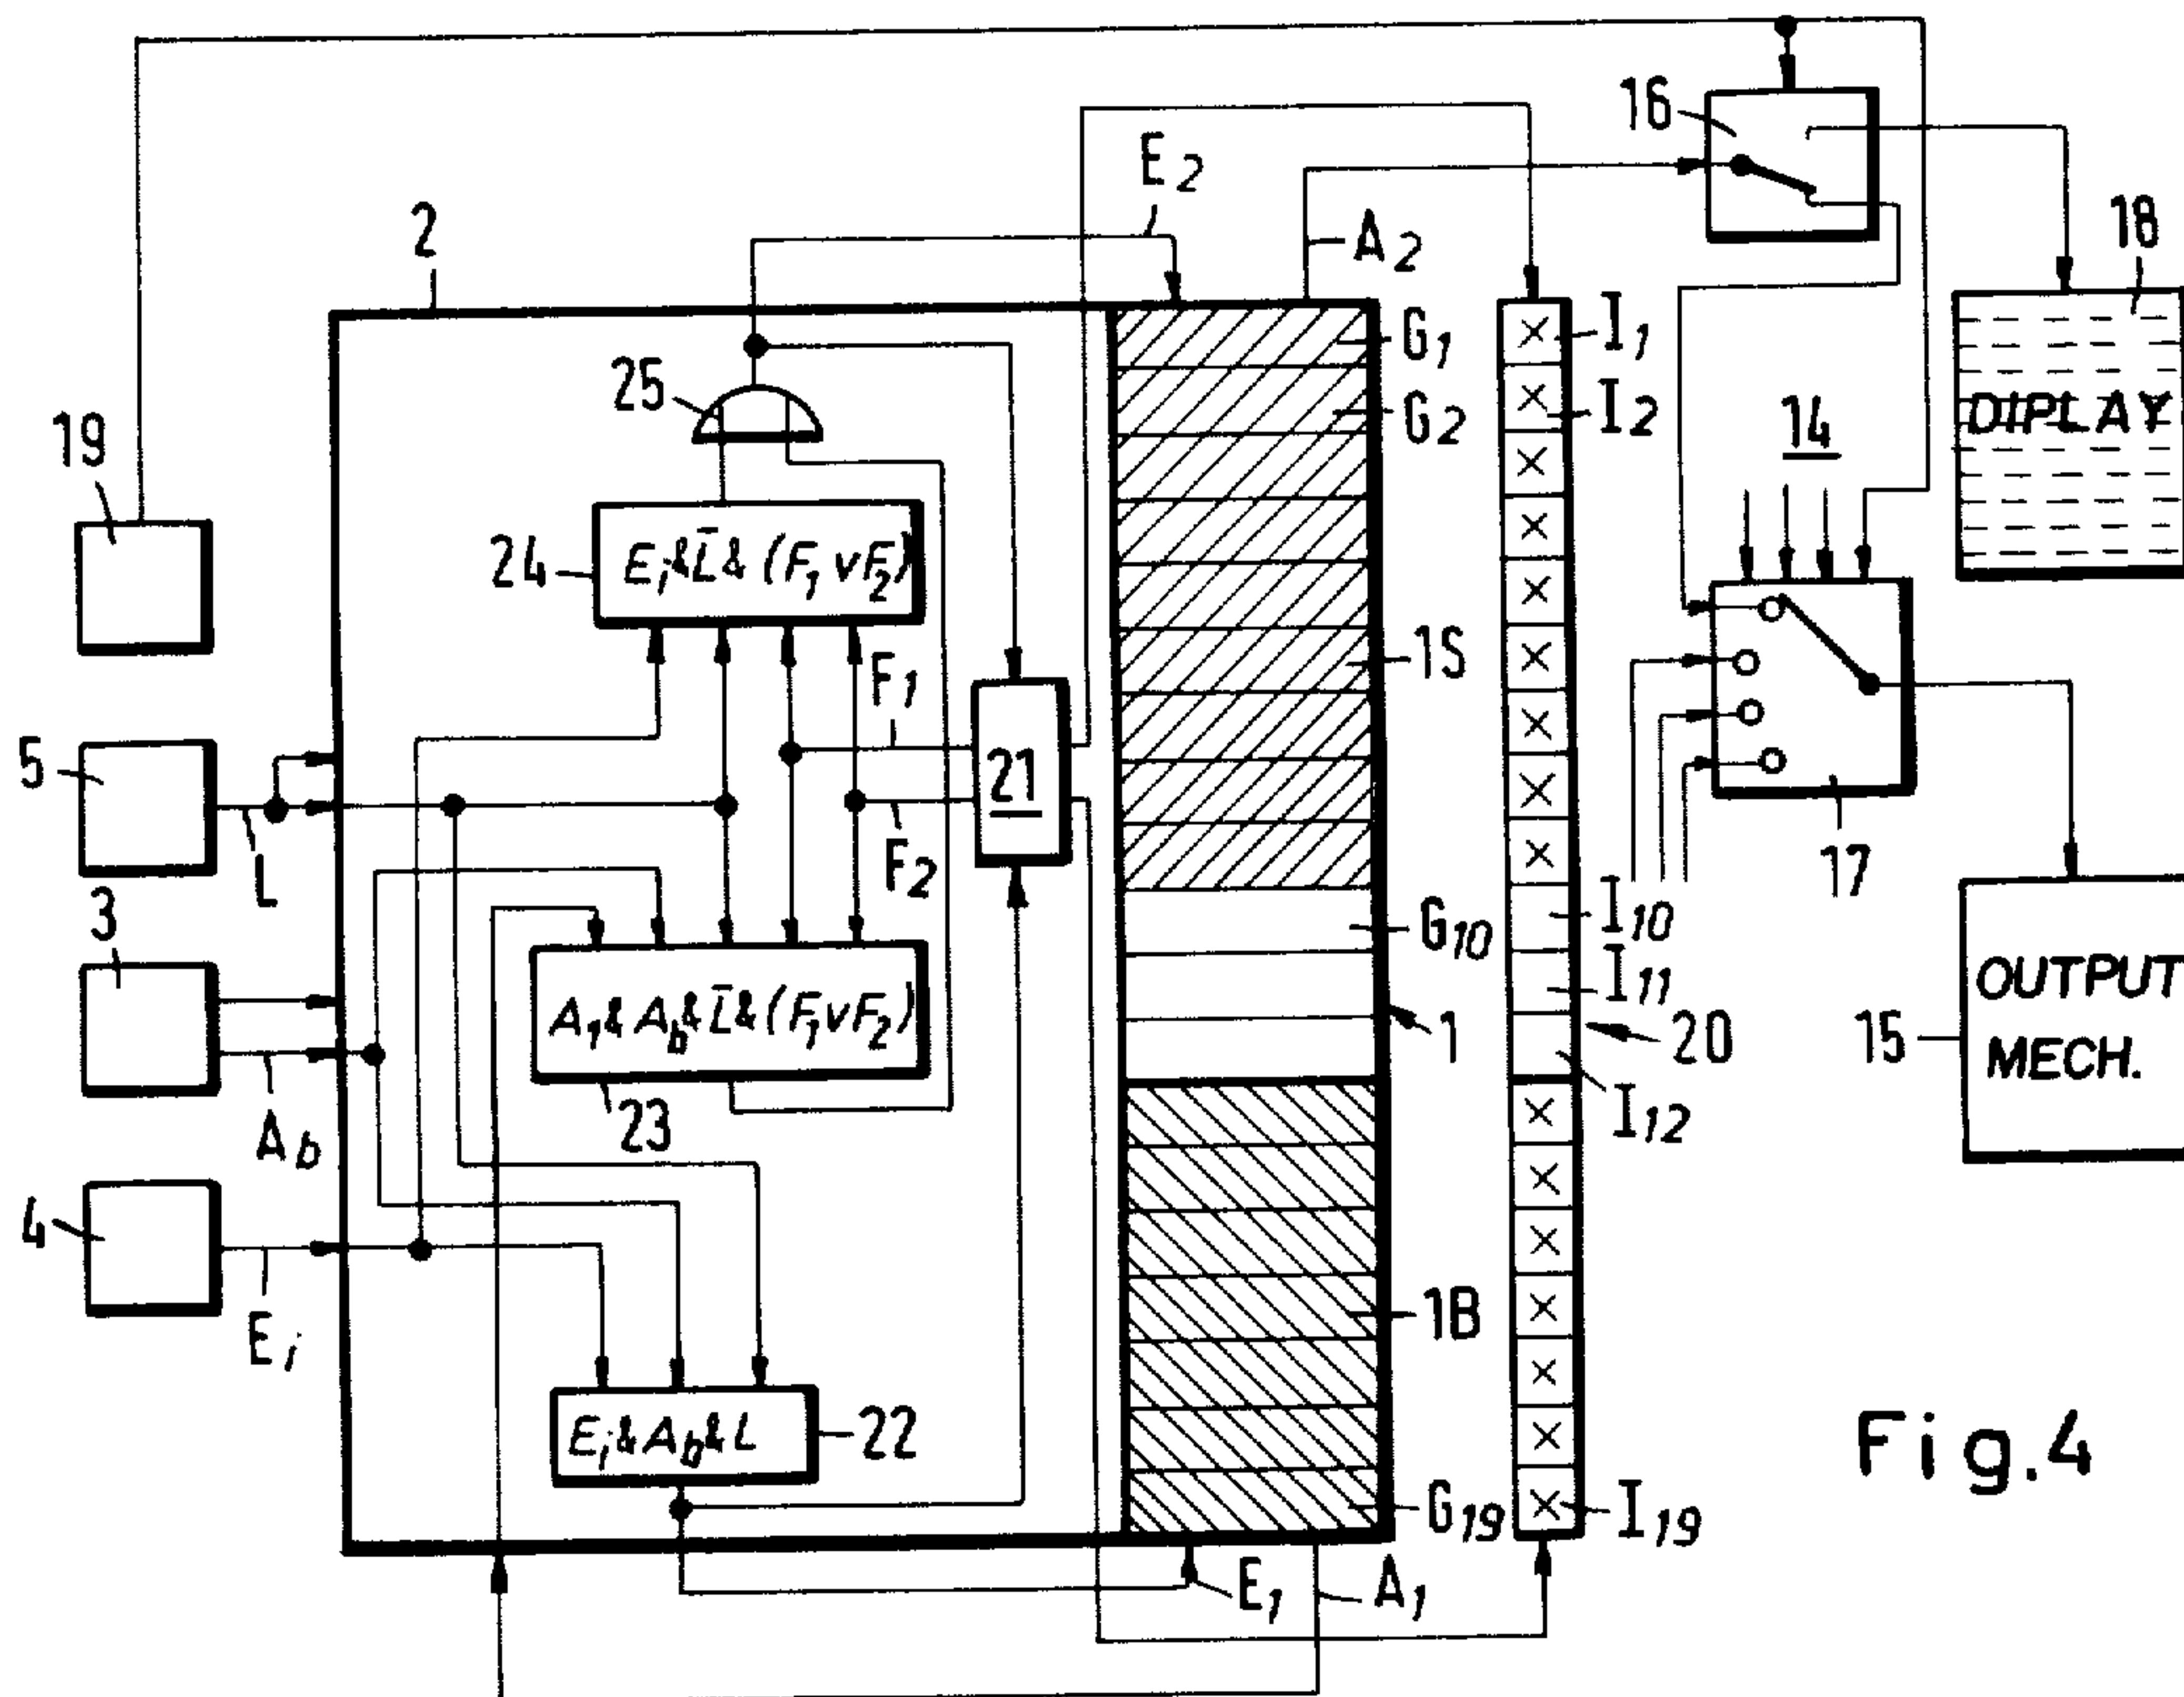 16
E2
2
A2
18
G1
I1
25
G2
I2
DIPLAY
14
19
24
Ei&L̄&(F1vF2)
1S
F1
5
21
17
F2
L
3
I10
G10
I11
OUTPUT
A1&Ab&L̄&(F1vF2)
1
20
15
MECH.
Ab
23
I12
4
1B
Ei
Ei&Ab&L
22
Fig.4
G19
I19
E1
A1